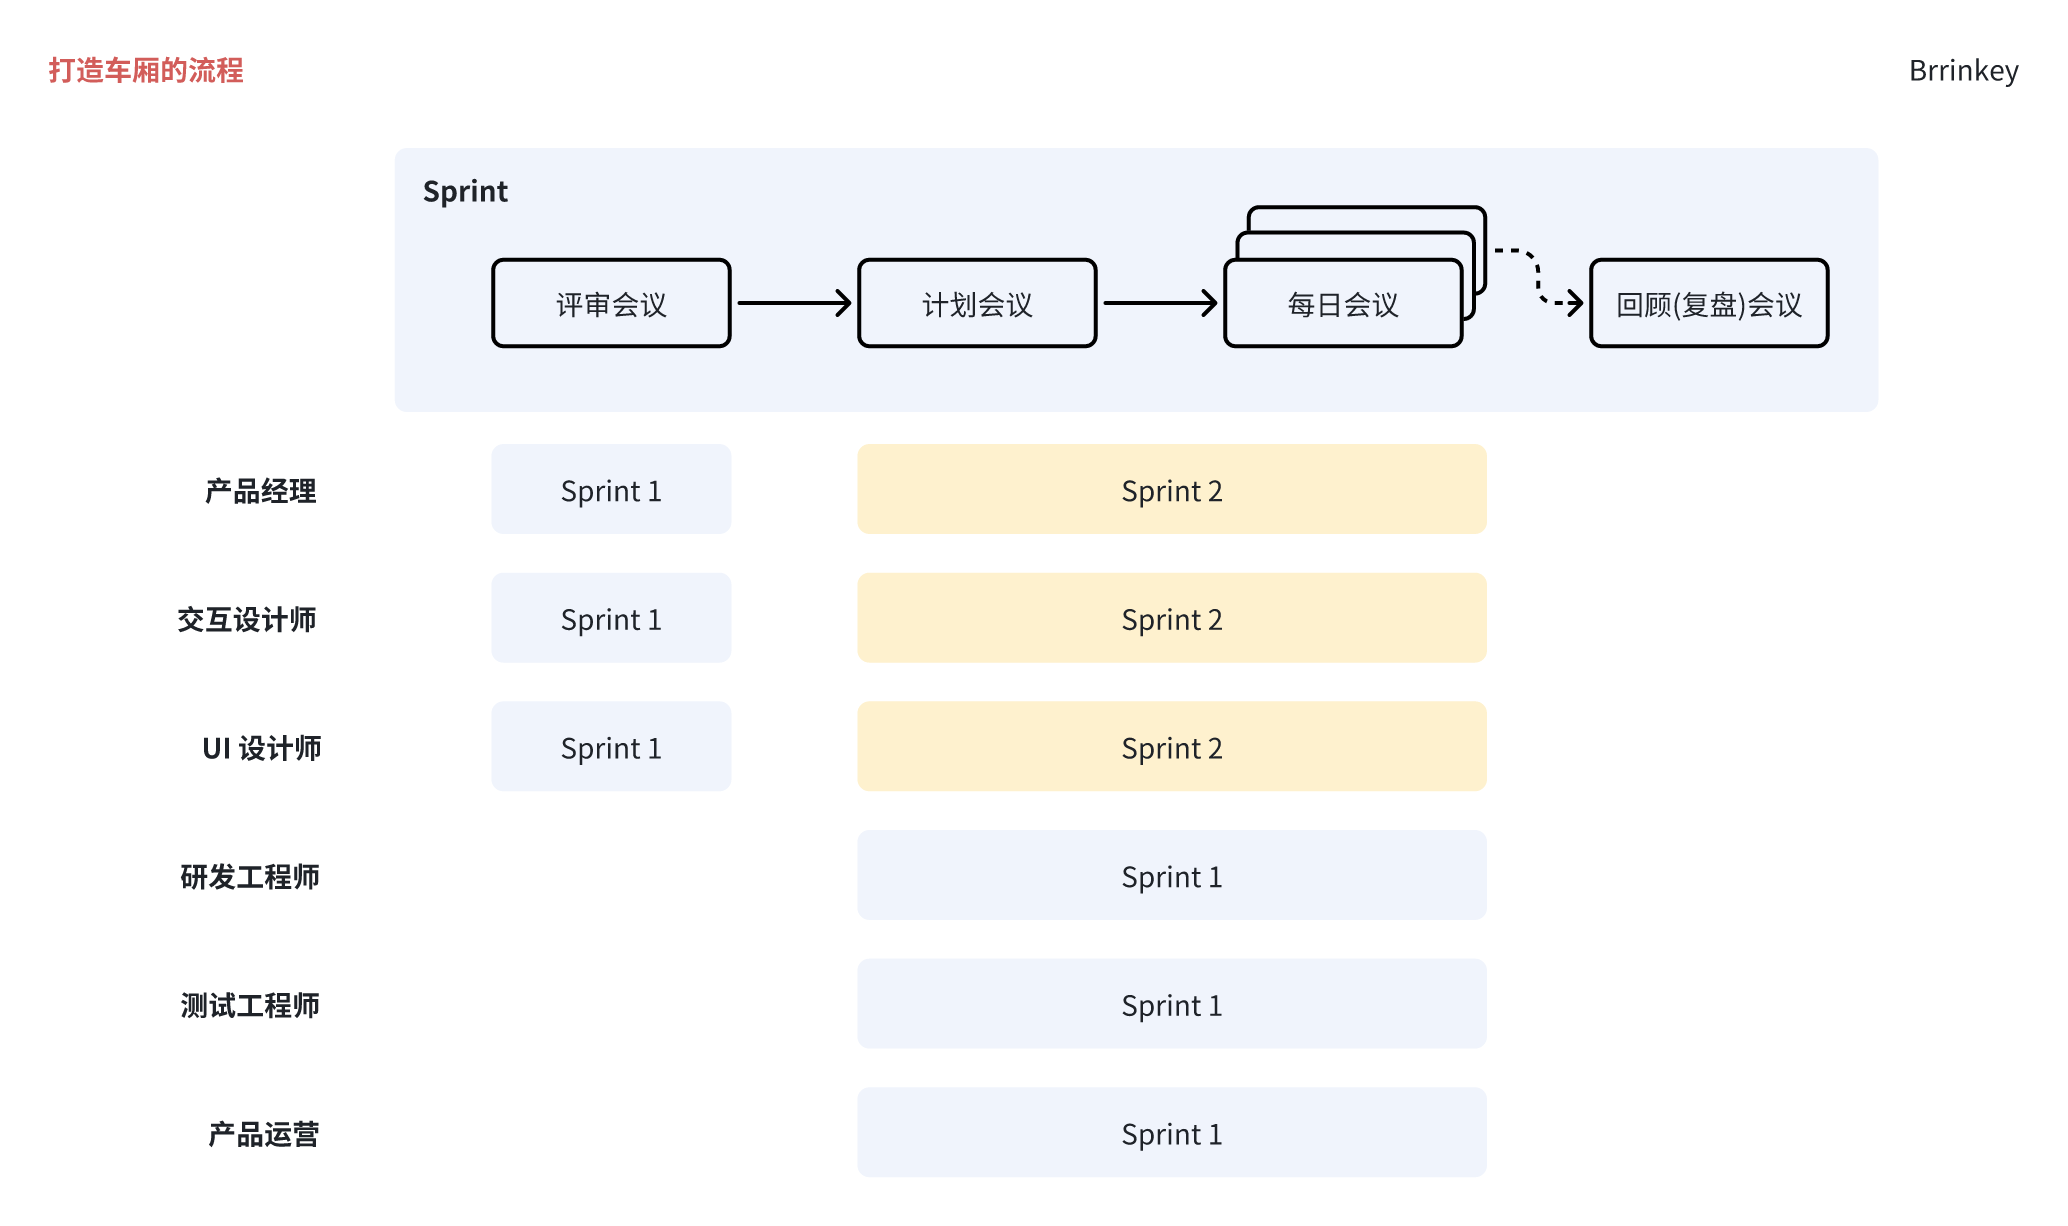 打造车厢的流程
Brrinkey
Sprint
评审会议
计划会议
每日会议
回顾(复盘)会议
产品经理
Sprint 1
Sprint 2
交互设计师
Sprint 1
Sprint 2
UI 设计师
Sprint 1
Sprint 2
研发工程师
Sprint 1
测试工程师
Sprint 1
产品运营
Sprint 1